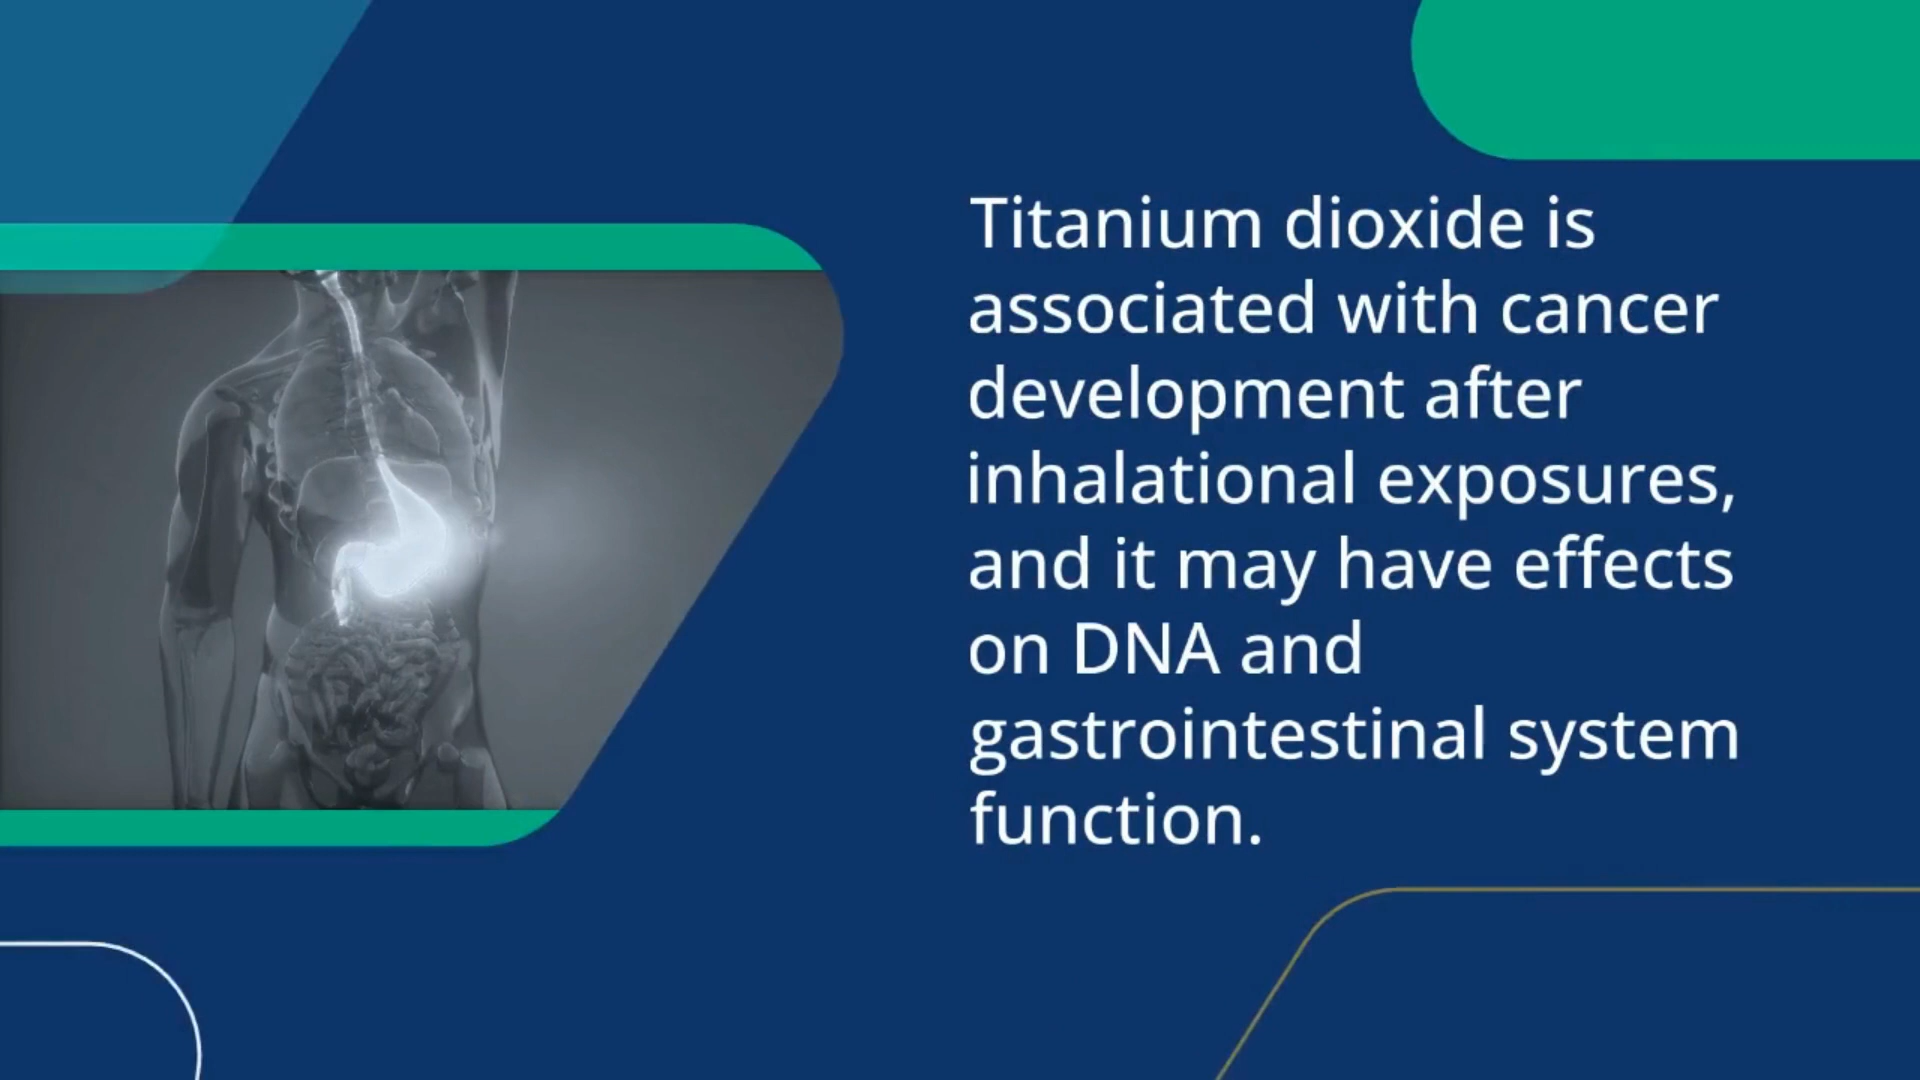 Titanium dioxide is
associated with cancer
development after
inhalational exposures,
and it may have effects
on DNA and
gastrointestinal system
function.